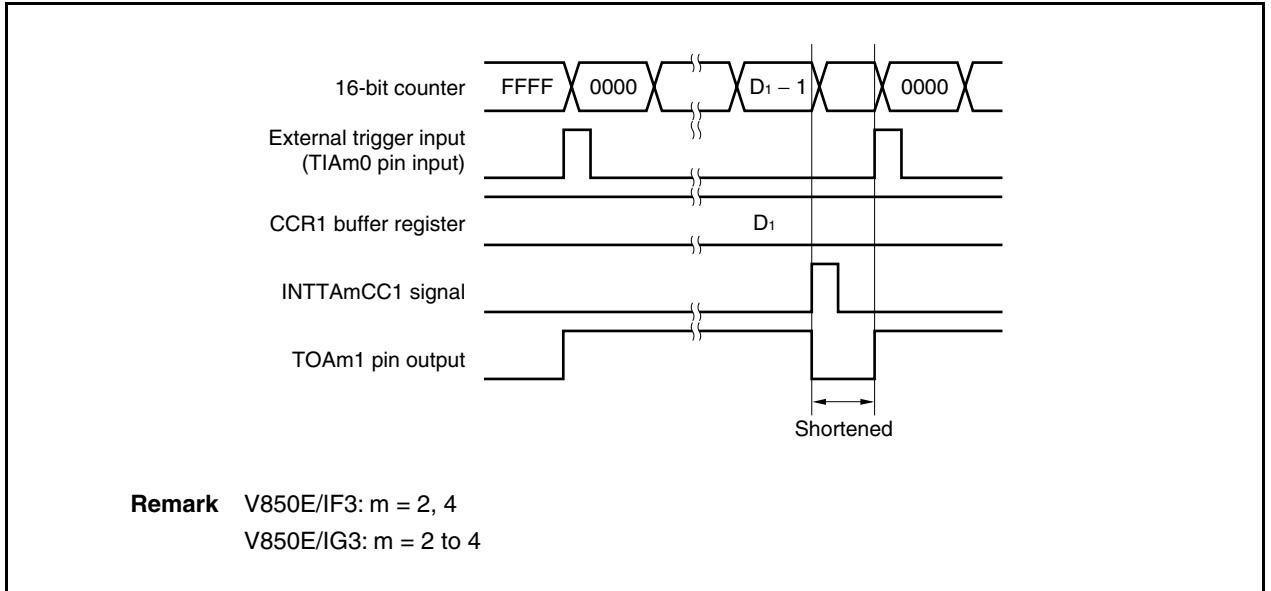 16-bit counter FFFF 0000 D₁ – 1 0000
External trigger input
(TIAm0 pin input)
CCR1 buffer register D₁
INTTAmCC1 signal
TOAm1 pin output
Shortened
Remark V850E/IF3: m = 2, 4
V850E/IG3: m = 2 to 4